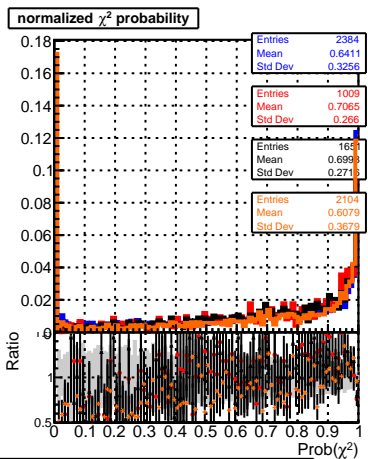 normalized χ² probability
0.18
0.16
0.14
0.12
0.1
0.08
0.06
0.04
0.02
0
Entries 2384
Mean 0.6411
Std Dev 0.3256
Entries 1009
Mean 0.7065
Std Dev 0.266
Entries 1651
Mean 0.6993
Std Dev 0.2716
Entries 2104
Mean 0.6079
Std Dev 0.3679
Ratio
1
0.5
0 0.1 0.2 0.3 0.4 0.5 0.6 0.7 0.8 0.9 1
Prob(χ²)